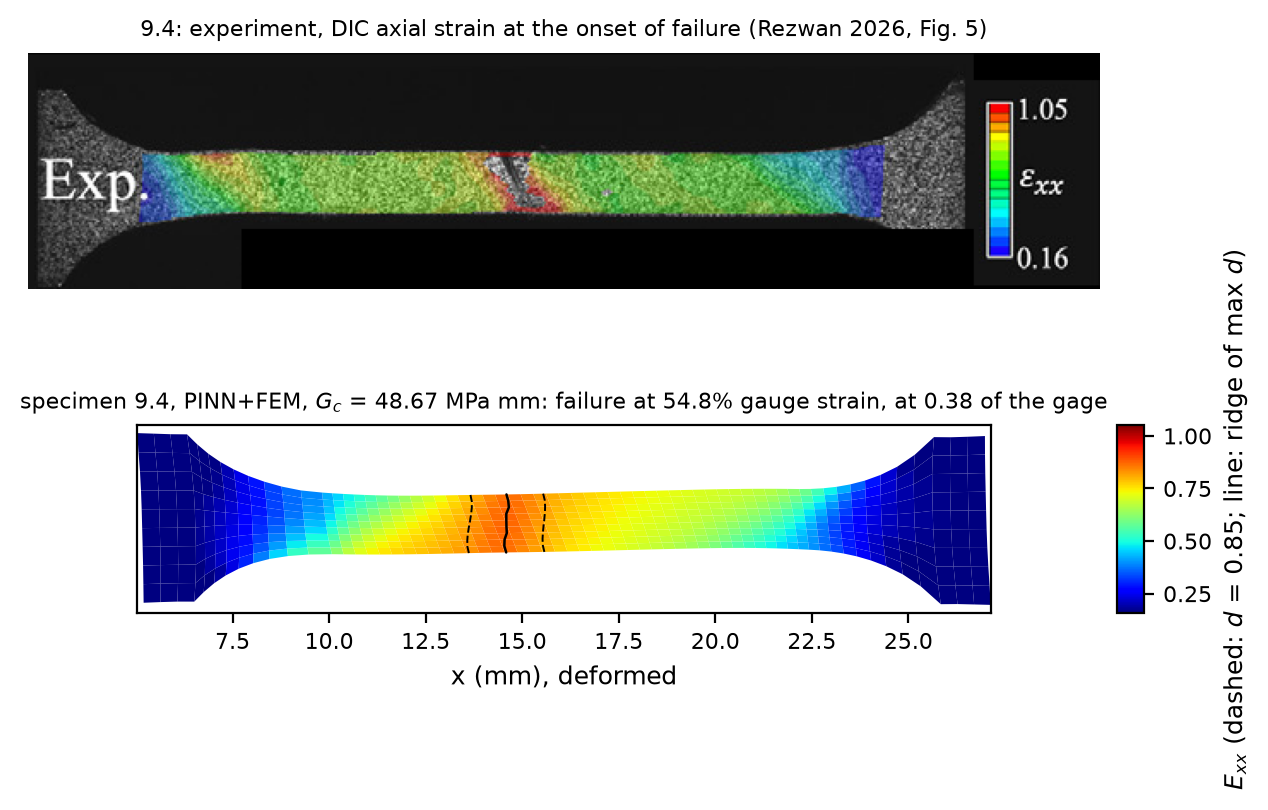 9.4: experiment, DIC axial strain at the onset of failure (Rezwan 2026, Fig. 5)
Exp.
1.05
εxx
0.16
specimen 9.4, PINN+FEM, Gc = 48.67 MPa mm: failure at 54.8% gauge strain, at 0.38 of the gage
1.00
0.75
0.50
0.25
Exx (dashed: d = 0.85; line: ridge of max d)
7.5 10.0 12.5 15.0 17.5 20.0 22.5 25.0
x (mm), deformed